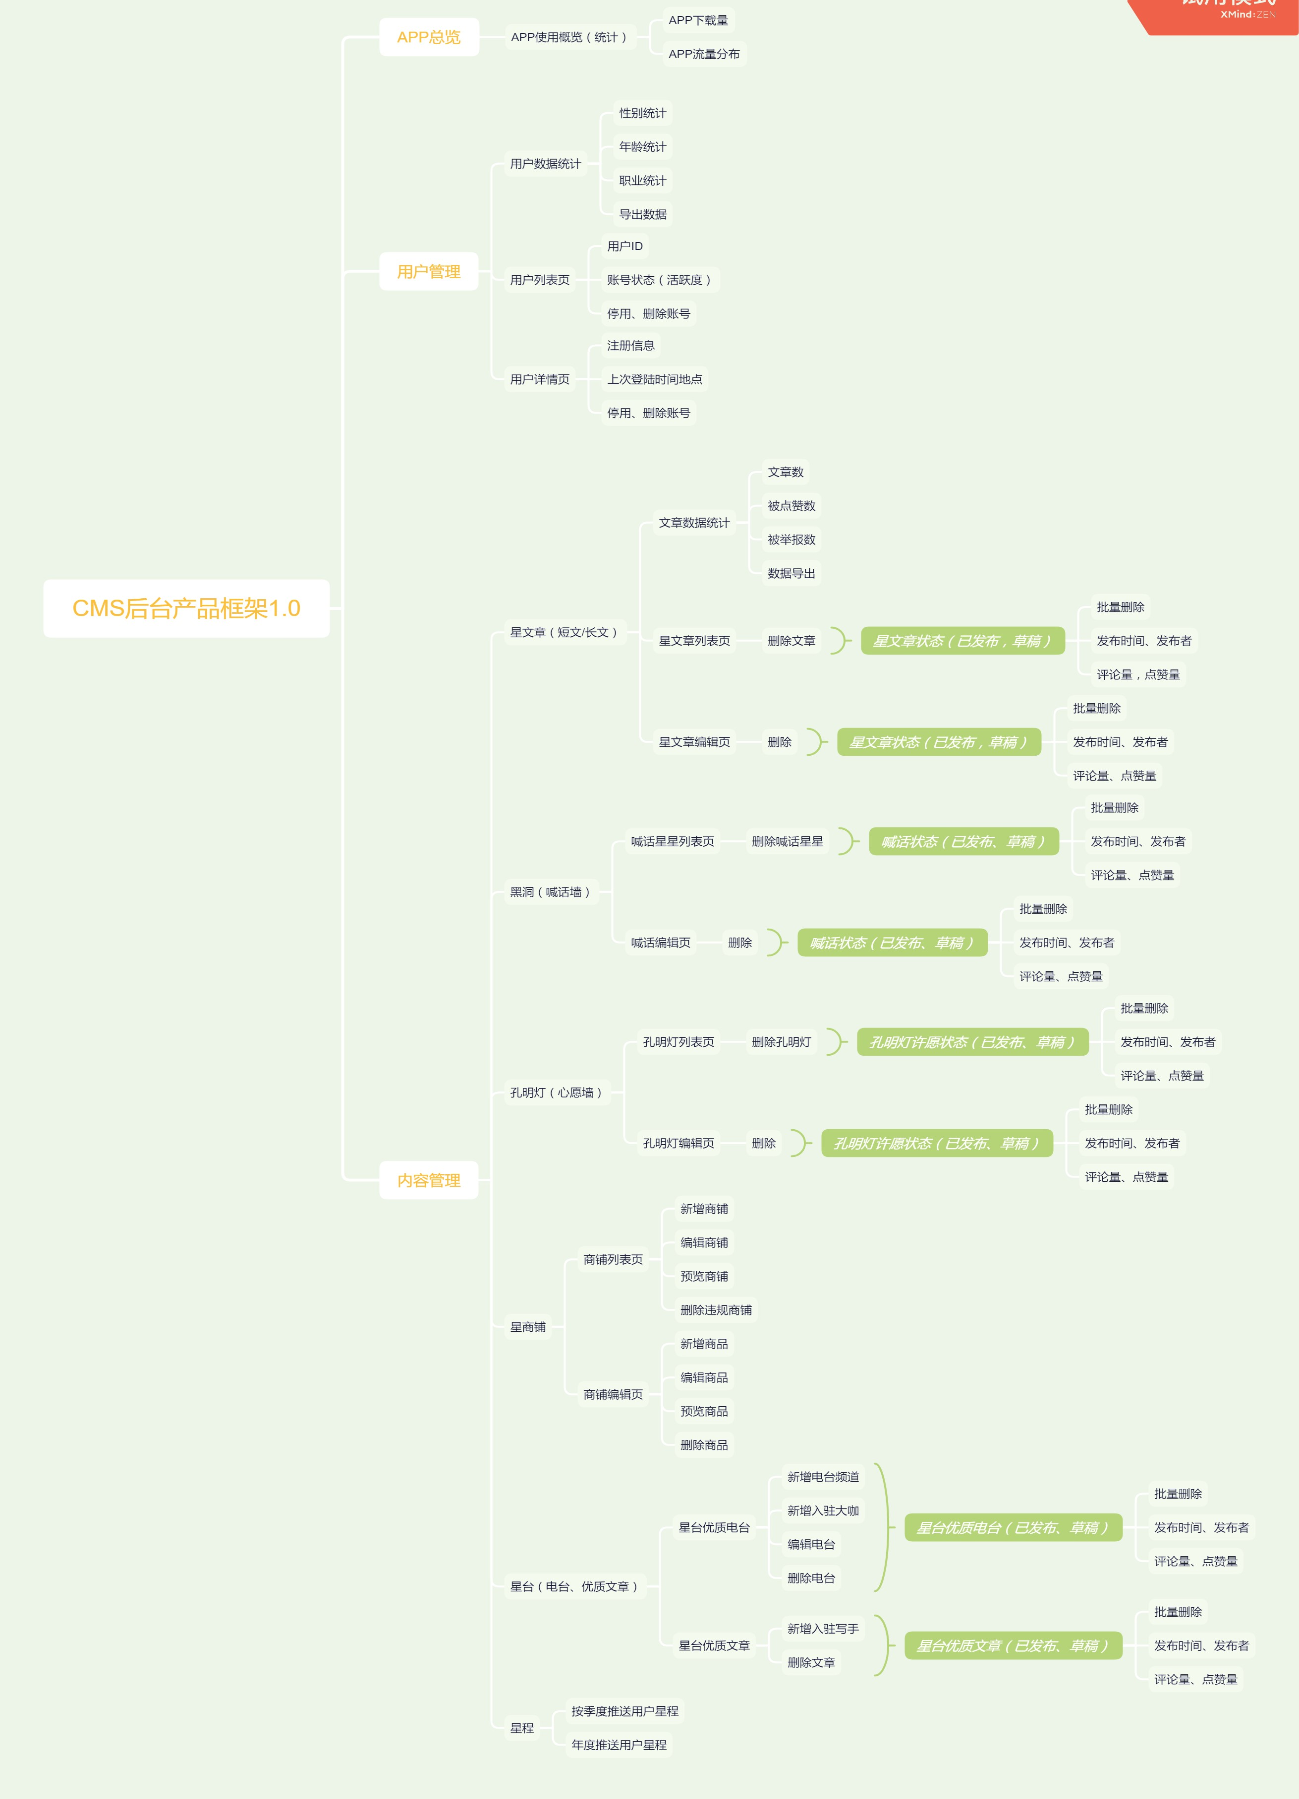 试用模式
XMind:ZEN
APP总览
APP使用概览（统计）
APP下载量
APP流量分布
用户管理
用户数据统计
性别统计
年龄统计
职业统计
导出数据
用户列表页
用户ID
账号状态（活跃度）
停用、删除账号
用户详情页
注册信息
上次登陆时间地点
停用、删除账号
CMS后台产品框架1.0
内容管理
星文章（短文/长文）
文章数据统计
文章数
被点赞数
被举报数
数据导出
星文章列表页
删除文章
星文章状态（已发布，草稿）
批量删除
发布时间、发布者
评论量，点赞量
星文章编辑页
删除
星文章状态（已发布，草稿）
批量删除
发布时间、发布者
评论量、点赞量
黑洞（喊话墙）
喊话星星列表页
删除喊话星星
喊话状态（已发布、草稿）
批量删除
发布时间、发布者
评论量、点赞量
喊话编辑页
删除
喊话状态（已发布、草稿）
批量删除
发布时间、发布者
评论量、点赞量
孔明灯（心愿墙）
孔明灯列表页
删除孔明灯
孔明灯许愿状态（已发布、草稿）
批量删除
发布时间、发布者
评论量、点赞量
孔明灯编辑页
删除
孔明灯许愿状态（已发布、草稿）
批量删除
发布时间、发布者
评论量、点赞量
星商铺
商铺列表页
新增商铺
编辑商铺
预览商铺
删除违规商铺
商铺编辑页
新增商品
编辑商品
预览商品
删除商品
星台（电台、优质文章）
星台优质电台
新增电台频道
新增入驻大咖
编辑电台
删除电台
星台优质电台（已发布、草稿）
批量删除
发布时间、发布者
评论量、点赞量
星台优质文章
新增入驻写手
删除文章
星台优质文章（已发布、草稿）
批量删除
发布时间、发布者
评论量、点赞量
星程
按季度推送用户星程
年度推送用户星程